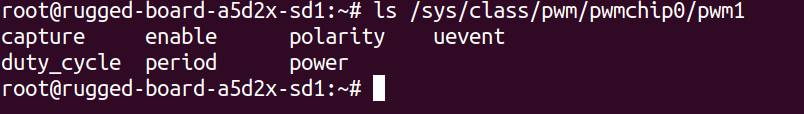 root@rugged-board-a5d2x-sd1:~# ls /sys/class/pwm/pwmchip0/pwm1
capture     enable      polarity    uevent
duty_cycle  period      power
root@rugged-board-a5d2x-sd1:~#